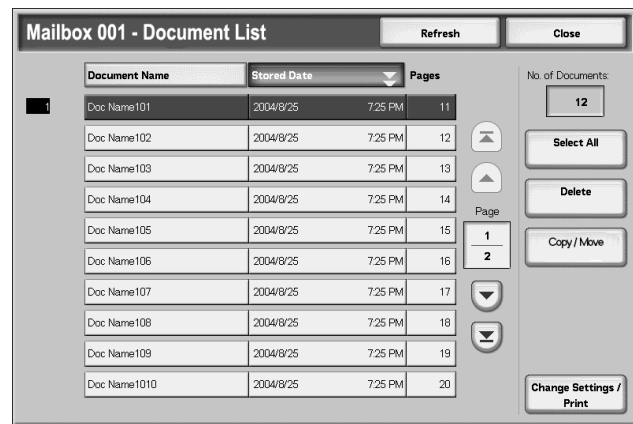 Mailbox 001 - Document List
Refresh
Close
Document Name Stored Date Pages
No. of Documents:
12
1 Doc Name101 2004/8/25 7:25 PM 11
Doc Name102 2004/8/25 7:25 PM 12
Doc Name103 2004/8/25 7:25 PM 13
Doc Name104 2004/8/25 7:25 PM 14
Doc Name105 2004/8/25 7:25 PM 15
Doc Name106 2004/8/25 7:25 PM 16
Doc Name107 2004/8/25 7:25 PM 17
Doc Name108 2004/8/25 7:25 PM 18
Doc Name109 2004/8/25 7:25 PM 19
Doc Name1010 2004/8/25 7:25 PM 20
Page
1
2
Select All
Delete
Copy / Move
Change Settings /
Print